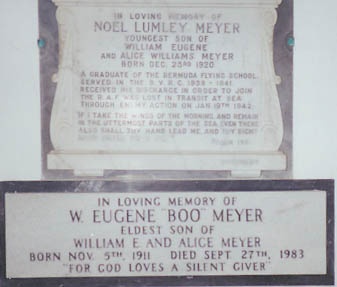 IN LOVING MEMORY OF
NOEL LUMLEY MEYER
YOUNGEST SON OF
WILLIAM EUGENE
AND ALICE WILLIAMS MEYER
BORN DEC. 23RD 1920
A GRADUATE OF THE BERMUDA FLYING SCHOOL,
SERVED IN THE B.V.R.C. 1938 - 1941
RECEIVED HIS DISCHARGE IN ORDER TO JOIN
THE R.A.F. WAS LOST IN TRANSIT AT SEA
THROUGH ENEMY ACTION ON JAN 19TH 1942.
IF I TAKE THE WINGS OF THE MORNING AND REMAIN
IN THE UTTERMOST PARTS OF THE SEA, EVEN THERE
ALSO SHALL THY HAND LEAD ME, AND THY RIGHT
IN LOVING MEMORY OF
W. EUGENE "BOO" MEYER
ELDEST SON OF
WILLIAM E. AND ALICE MEYER
BORN NOV. 5TH, 1911 DIED SEPT 27TH, 1983
"FOR GOD LOVES A SILENT GIVER"